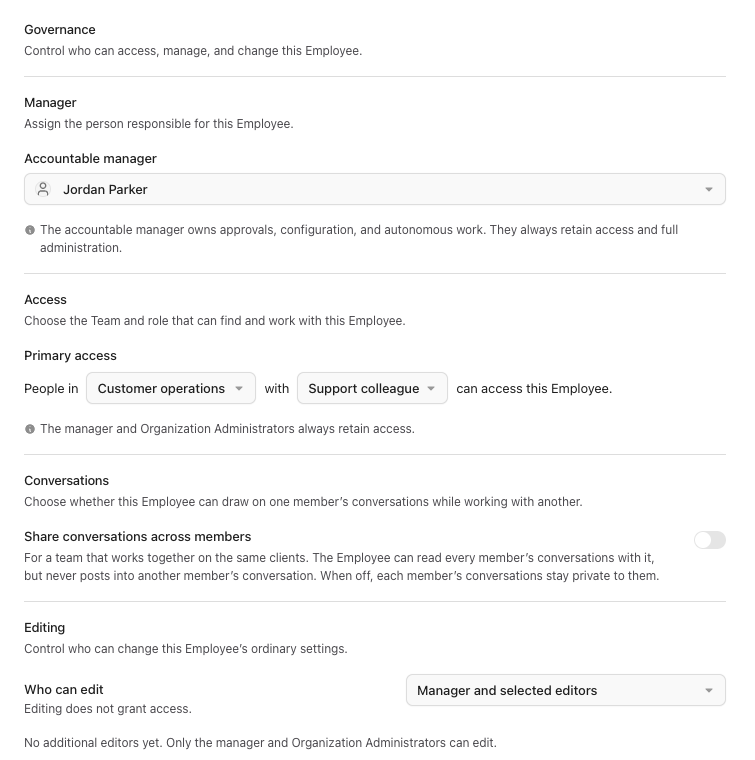 Governance
Control who can access, manage, and change this Employee.
Manager
Assign the person responsible for this Employee.
Accountable manager
Jordan Parker
The accountable manager owns approvals, configuration, and autonomous work. They always retain access and full
administration.
Access
Choose the Team and role that can find and work with this Employee.
Primary access
People in Customer operations with Support colleague can access this Employee.
The manager and Organization Administrators always retain access.
Conversations
Choose whether this Employee can draw on one member’s conversations while working with another.
Share conversations across members
For a team that works together on the same clients. The Employee can read every member’s conversations with it,
but never posts into another member’s conversation. When off, each member’s conversations stay private to them.
Editing
Control who can change this Employee’s ordinary settings.
Who can edit
Manager and selected editors
Editing does not grant access.
No additional editors yet. Only the manager and Organization Administrators can edit.